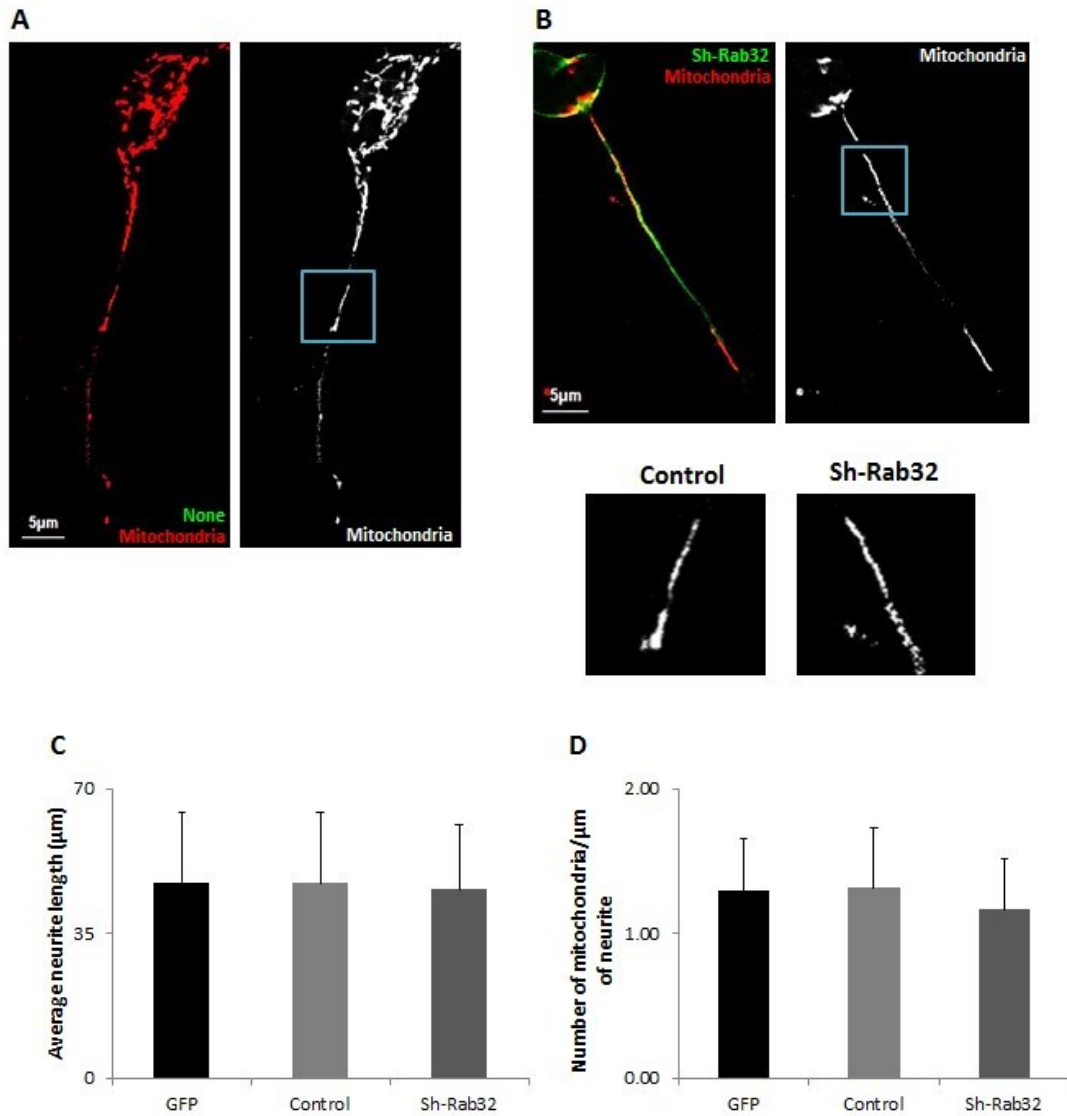 A
B
Sh-Rab32
Mitochondria
Mitochondria
5µm
None
Mitochondria
Mitochondria
5µm
Control
Sh-Rab32
C
D
70
35
0
Average neurite length (µm)
GFP
Control
Sh-Rab32
2.00
1.00
0.00
Number of mitochondria/µm
of neurite
GFP
Control
Sh-Rab32